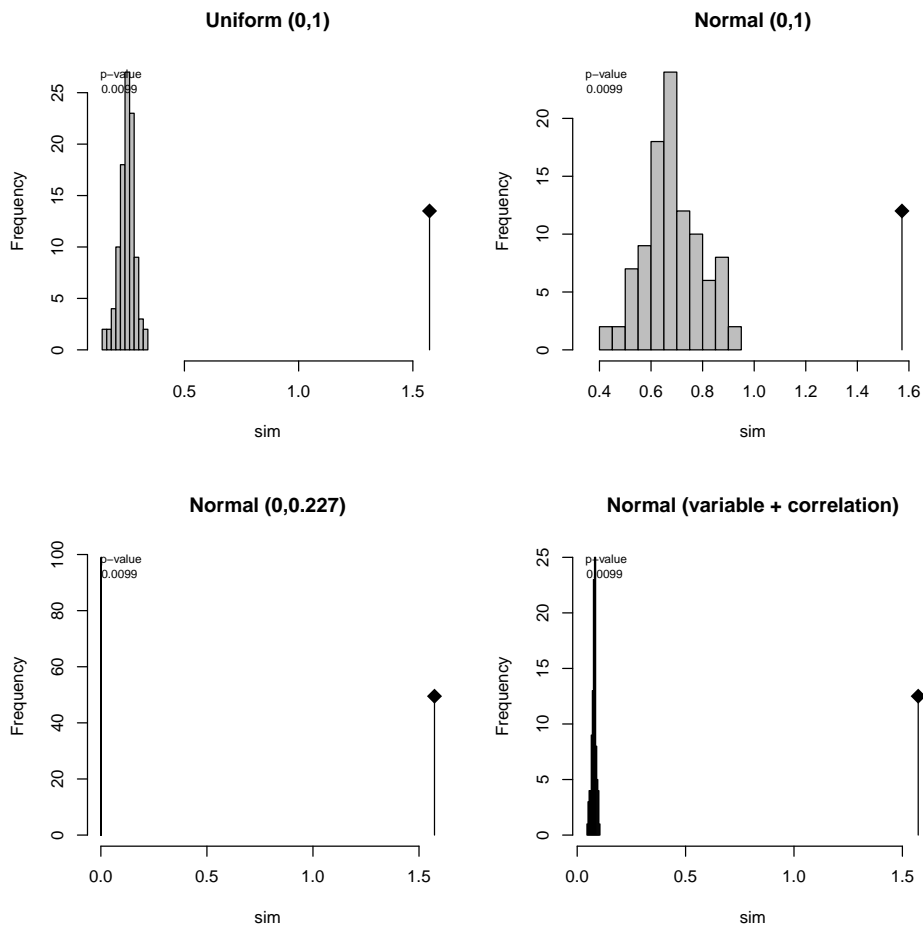 Uniform (0,1)
p−value
0.0099
Frequency
0
5
10
15
20
25
0.5 1.0 1.5
sim
Normal (0,1)
p−value
0.0099
Frequency
0
5
10
15
20
0.4 0.6 0.8 1.0 1.2 1.4 1.6
sim
Normal (0,0.227)
p−value
0.0099
Frequency
0
20
40
60
80
100
0.0 0.5 1.0 1.5
sim
Normal (variable + correlation)
p−value
0.0099
Frequency
0
5
10
15
20
25
0.0 0.5 1.0 1.5
sim